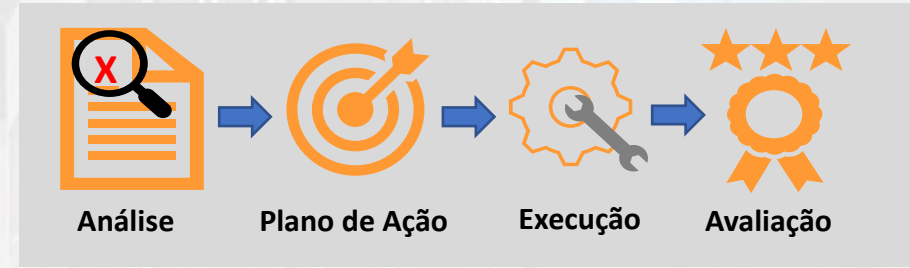 X
Análise
Plano de Ação
Execução
Avaliação